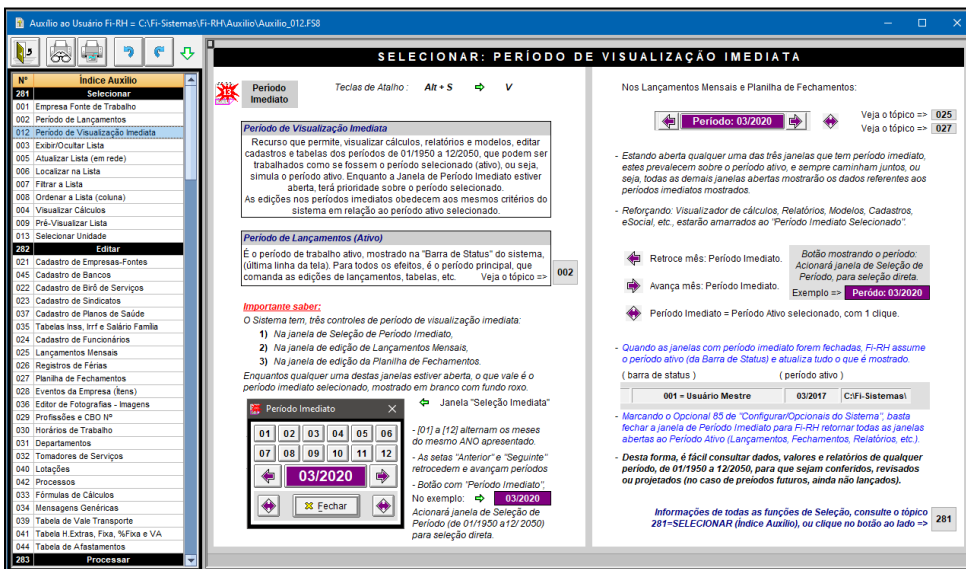 Auxílio ao Usuário Fi-RH = C:\Fi-Sistemas\Fi-RH\Auxilio\Auxilio_012.FS8
Nº Índice Auxílio
281 Selecionar
001 Empresa Fonte de Trabalho
002 Período de Lançamentos
012 Período de Visualização Imediata
003 Exibir/Ocultar Lista
005 Atualizar Lista (em rede)
006 Localizar na Lista
007 Filtrar a Lista
008 Ordenar a Lista (coluna)
004 Visualizar Cálculos
009 Pré-Visualizar Lista
013 Selecionar Unidade
282 Editar
021 Cadastro de Empresas-Fontes
045 Cadastro de Bancos
022 Cadastro de Birô de Serviços
023 Cadastro de Sindicatos
037 Cadastro de Planos de Saúde
035 Tabelas Inss, Irrf e Salário Família
024 Cadastro de Funcionários
025 Lançamentos Mensais
026 Registros de Férias
027 Planilha de Fechamentos
028 Eventos da Empresa (Ítens)
036 Editor de Fotografias - Imagens
029 Profissões e CBO Nº
030 Horários de Trabalho
031 Departamentos
032 Tomadores de Serviços
040 Lotações
042 Processos
033 Fórmulas de Cálculos
034 Mensagens Genéricas
039 Tabela de Vale Transporte
041 Tabela H.Extras, Fixa, %Fixa e VA
044 Tabela de Afastamentos
283 Processar
SELECIONAR: PERÍODO DE VISUALIZAÇÃO IMEDIATA
13
Período
Imediato
Teclas de Atalho : Alt + S V
Período de Visualização Imediata
Recurso que permite, visualizar cálculos, relatórios e modelos, editar
cadastros e tabelas dos períodos de 01/1950 a 12/2050, que podem ser
trabalhados como se fossem o período selecionado (ativo), ou seja,
simula o período ativo. Enquanto a Janela de Período Imediato estiver
aberta, terá prioridade sobre o período selecionado.
As edições nos períodos imediatos obedecem aos mesmos critérios do
sistema em relação ao período ativo selecionado.
Período de Lançamentos (Ativo)
É o período de trabalho ativo, mostrado na "Barra de Status" do sistema,
(última linha da tela). Para todos os efeitos, é o período principal, que
comanda as edições de lançamentos, tabelas, etc. Veja o tópico => 002
Importante saber:
O Sistema tem, três controles de período de visualização imediata:
1) Na janela de Seleção de Período Imediato,
2) Na janela de edição de Lançamentos Mensais,
3) Na janela de edição da Planilha de Fechamentos.
Enquantos qualquer uma destas janelas estiver aberta, o que vale é o
período imediato selecionado, mostrado em branco com fundo roxo.
Período Imediato
01 02 03 04 05 06
07 08 09 10 11 12
03/2020
Fechar
Janela "Seleção Imediata"
- [01] a [12] alternam os meses
do mesmo ANO apresentado.
- As setas "Anterior" e "Seguinte"
retrocedem e avançam períodos
- Botão com "Período Imediato",
No exemplo: 03/2020
Acionará janela de Seleção de
Período (de 01/1950 a12/ 2050)
para seleção direta.
Nos Lançamentos Mensais e Planilha de Fechamentos:
Período: 03/2020
Veja o tópico => 025
Veja o tópico => 027
- Estando aberta qualquer uma das três janelas que tem período imediato,
estes prevalecem sobre o período ativo, e sempre caminham juntos, ou
seja, todas as demais janelas abertas mostrarão os dados referentes aos
períodos imediatos mostrados.
- Reforçando: Visualizador de cálculos, Relatórios, Modelos, Cadastros,
eSocial, etc., estarão amarrados ao "Período Imediato Selecionado".
Retroce mês: Período Imediato.
Avança mês: Período Imediato.
Botão mostrando o período:
Acionará janela de Seleção de
Período, para seleção direta.
Exemplo => Peródo: 03/2020
Período Imediato = Período Ativo selecionado, com 1 clique.
- Quando as janelas com período imediato forem fechadas, Fi-RH assume
o período ativo (da Barra de Status) e atualiza tudo o que é mostrado.
( barra de status ) ( período ativo )
001 = Usuário Mestre 03/2017 C:\Fi-Sistemas\
- Marcando o Opcional 85 de "Configurar/Opcionais do Sistema", basta
fechar a janela de Período Imediato para Fi-RH retornar todas as janelas
abertas ao Período Ativo (Lançamentos, Fechamentos, Relatórios, etc.).
- Desta forma, é fácil consultar dados, valores e relatórios de qualquer
período, de 01/1950 a 12/2050, para que sejam conferidos, revisados
ou projetados (no caso de preíodos futuros, ainda não lançados).
Informações de todas as funções de Seleção, consulte o tópico
281=SELECIONAR (Índice Auxílio), ou clique no botão ao lado => 281